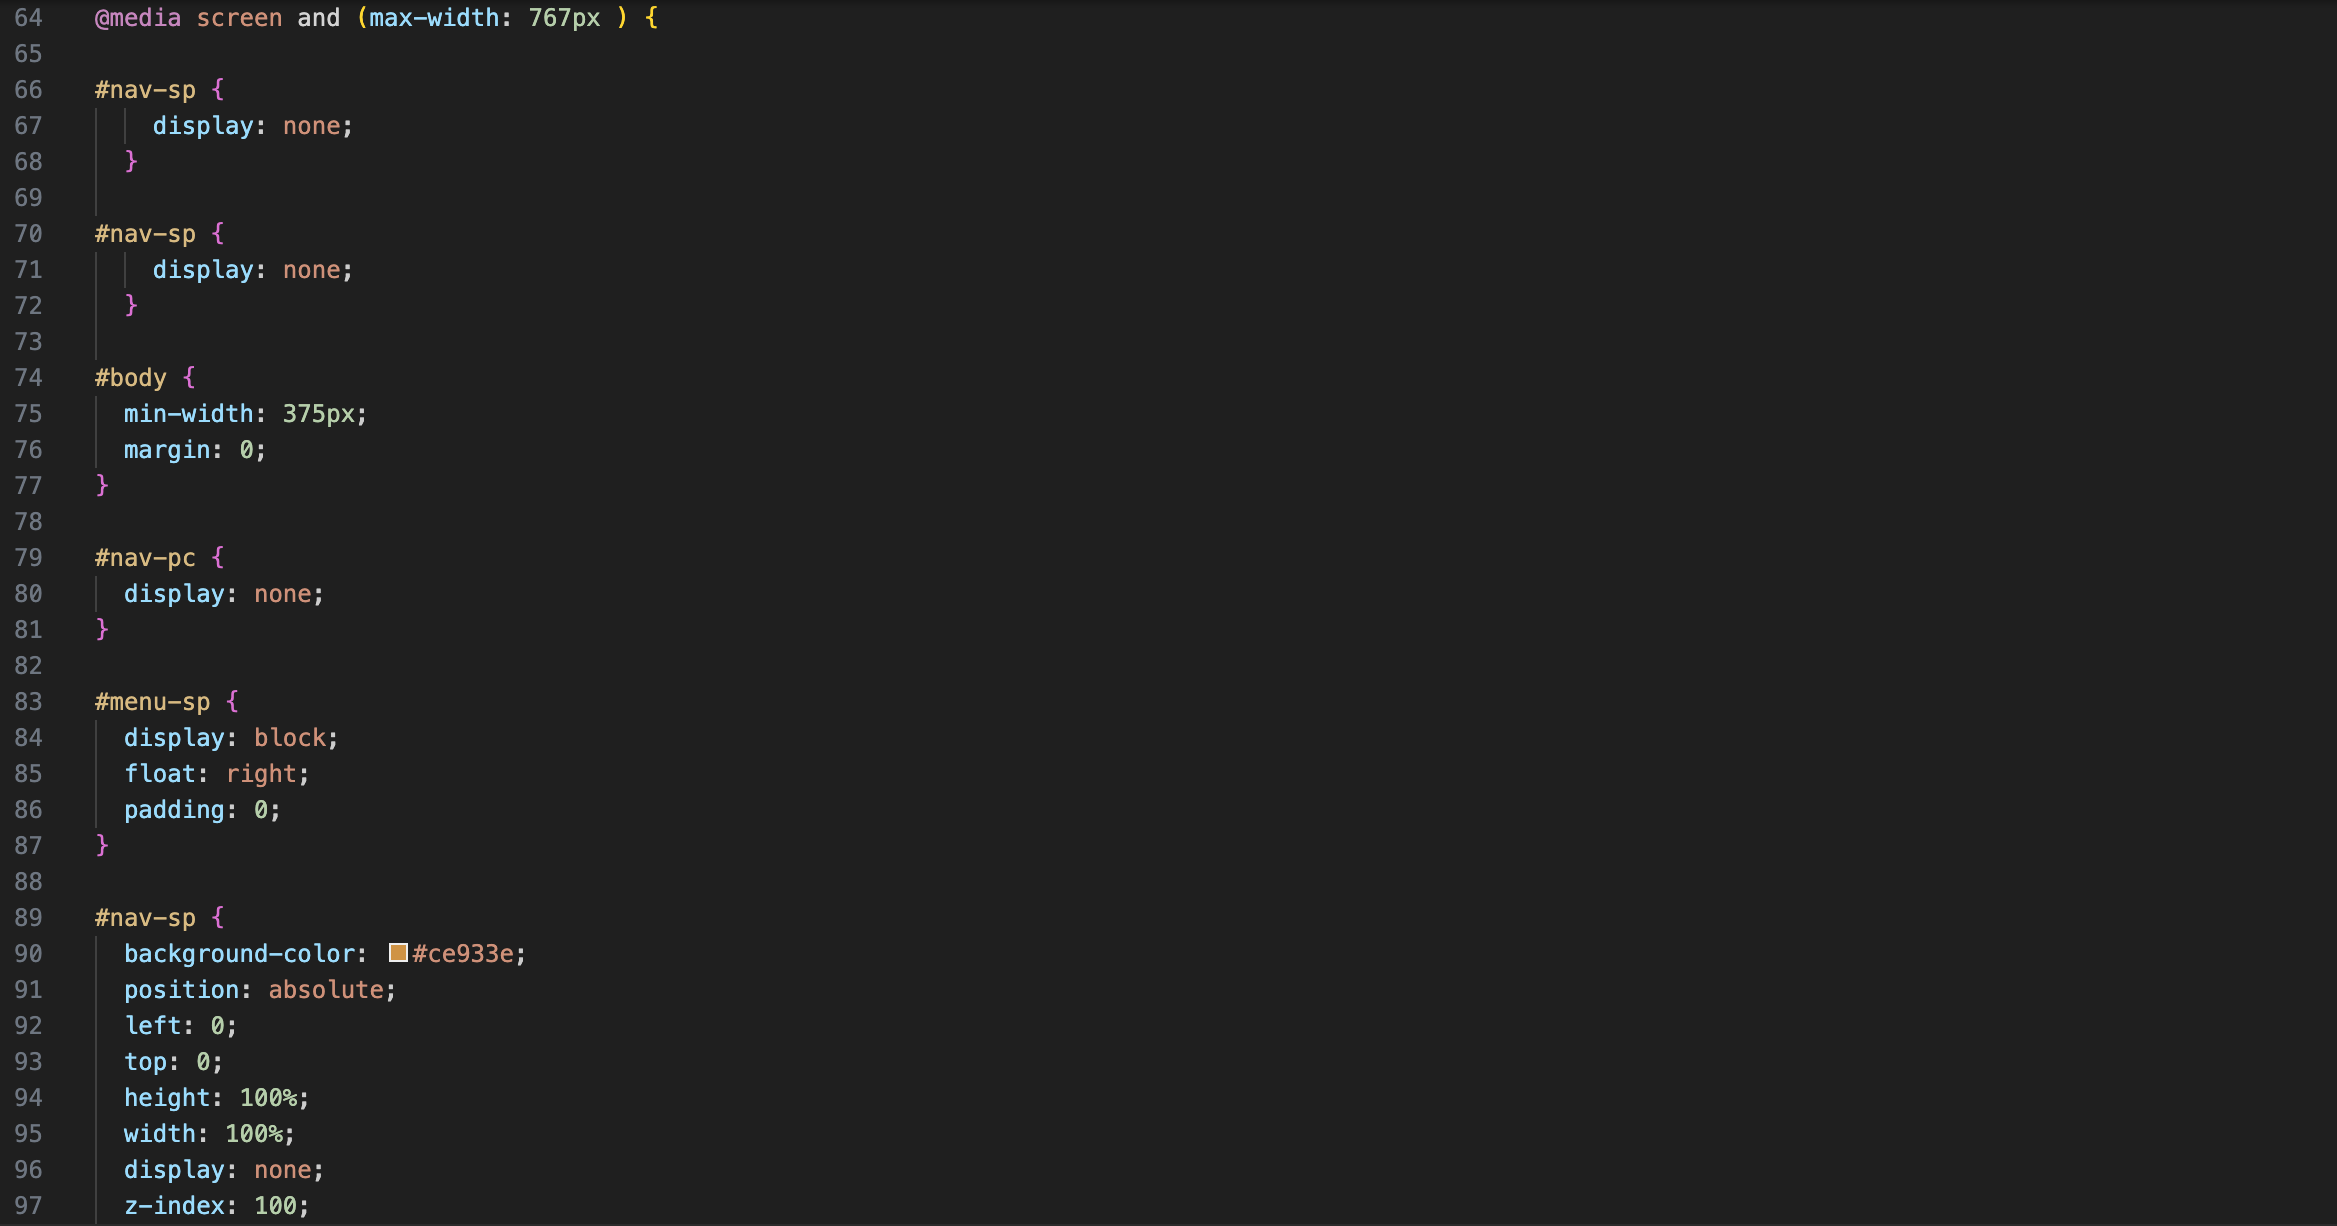 64 @media screen and (max-width: 767px ) {
65
66 #nav-sp {
67 display: none;
68 }
69
70 #nav-sp {
71 display: none;
72 }
73
74 #body {
75 min-width: 375px;
76 margin: 0;
77 }
78
79 #nav-pc {
80 display: none;
81 }
82
83 #menu-sp {
84 display: block;
85 float: right;
86 padding: 0;
87 }
88
89 #nav-sp {
90 background-color: #ce933e;
91 position: absolute;
92 left: 0;
93 top: 0;
94 height: 100%;
95 width: 100%;
96 display: none;
97 z-index: 100;